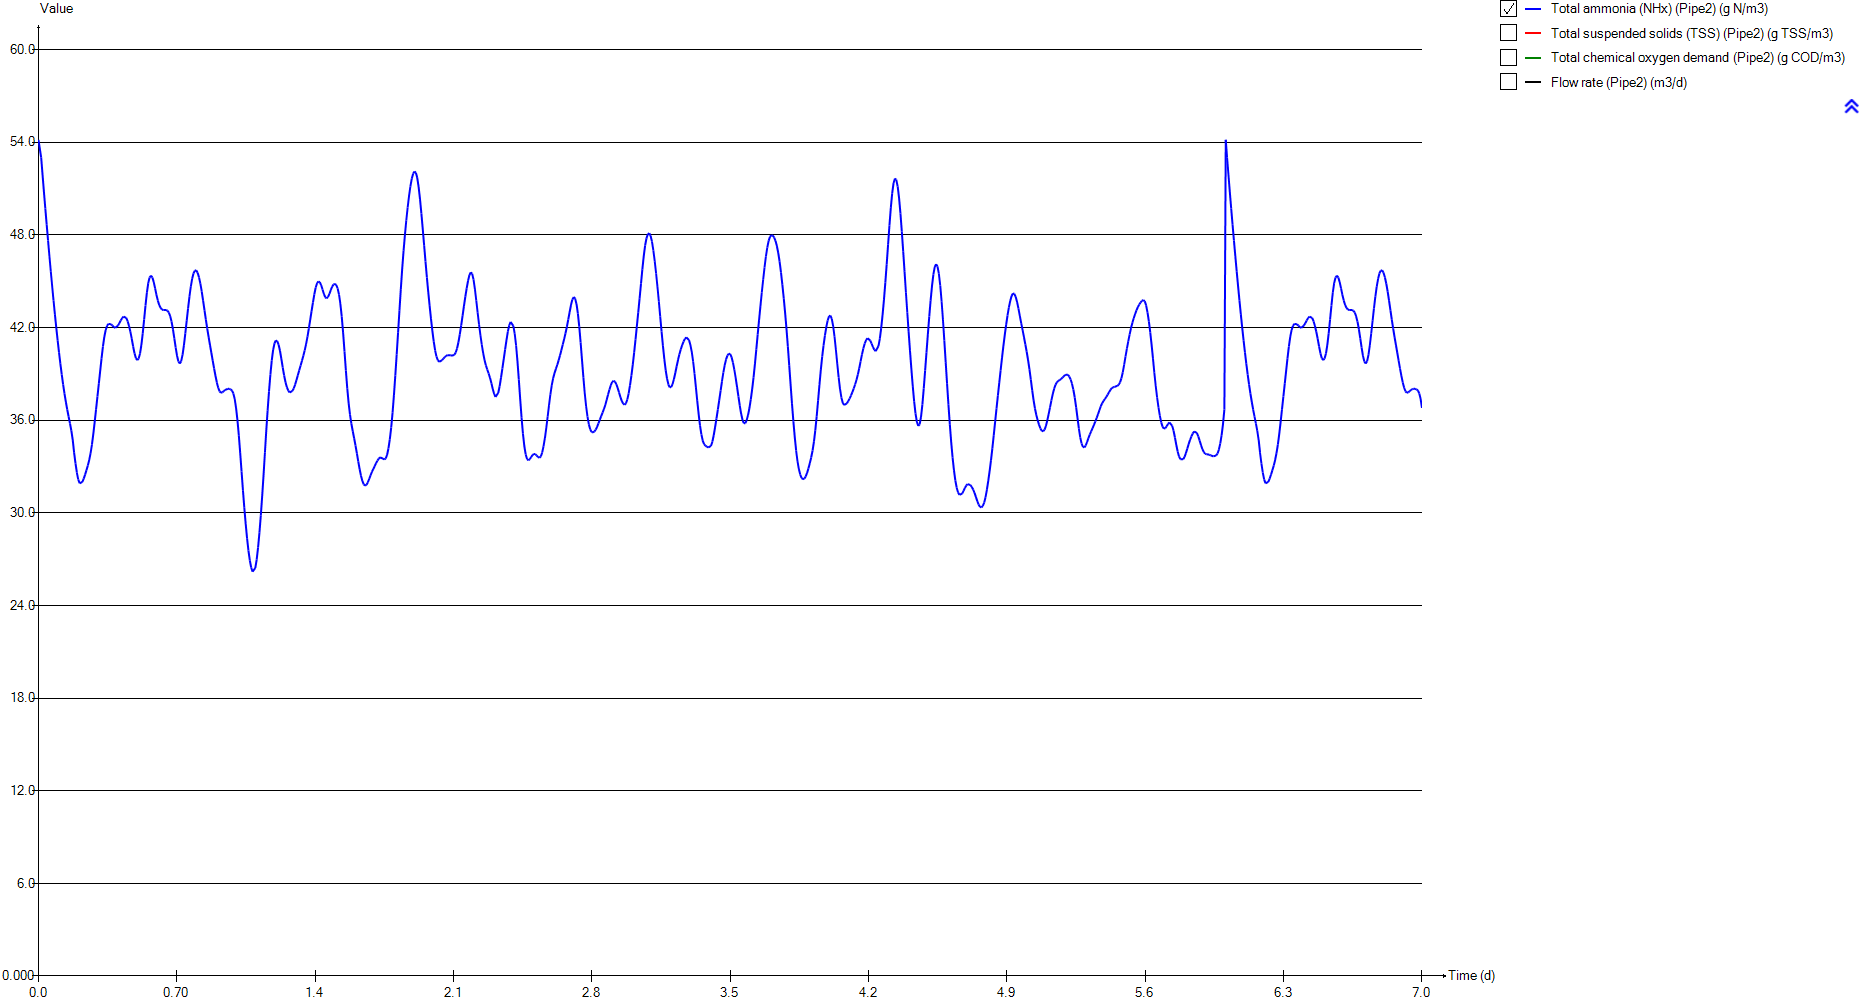 Value
Total ammonia (NHx) (Pipe2) (g N/m3)
Total suspended solids (TSS) (Pipe2) (g TSS/m3)
Total chemical oxygen demand (Pipe2) (g COD/m3)
Flow rate (Pipe2) (m3/d)
60.0
54.0
48.0
42.0
36.0
30.0
24.0
18.0
12.0
6.0
0.000
Time (d)
0.0 0.70 1.4 2.1 2.8 3.5 4.2 4.9 5.6 6.3 7.0